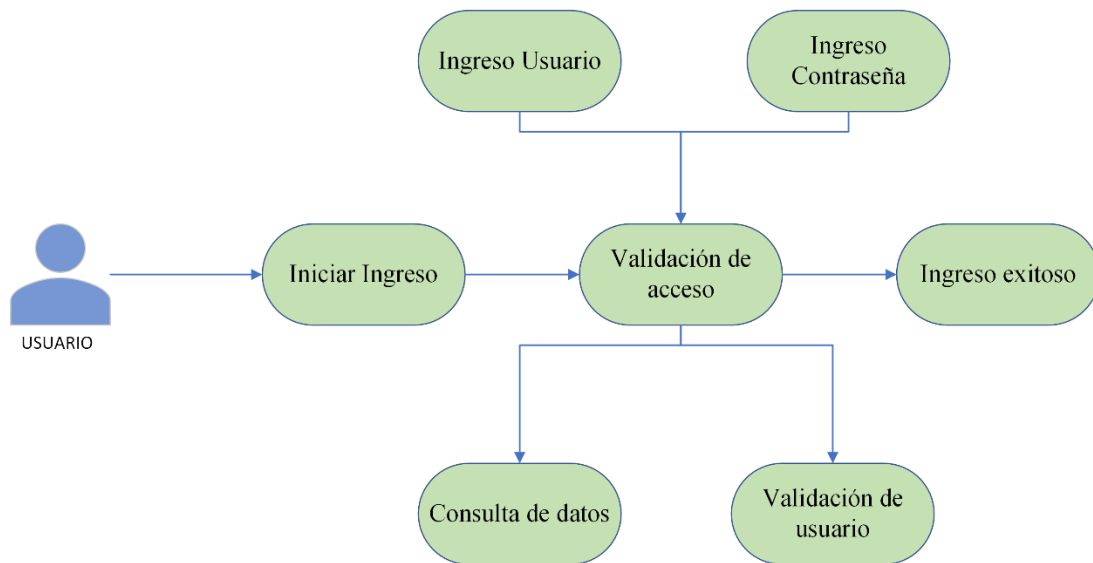 Ingreso Usuario
Ingreso
Contraseña
USUARIO
Iniciar Ingreso
Validación de
acceso
Ingreso exitoso
Consulta de datos
Validación de
usuario